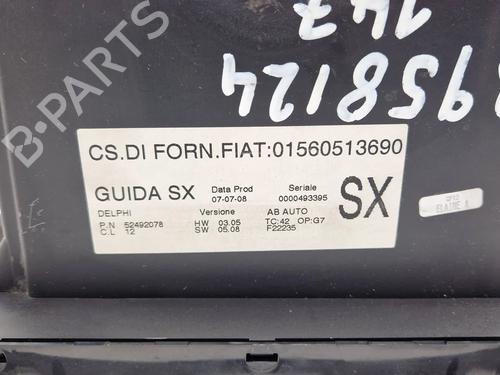 B-PARTS
147
958124
CS.DI FORN.FIAT:01560513690
GUIDA SX Data Prod Seriale
07-07-08 0000493395 SX
DELPHI Versione AB AUTO
P.N 52492078 HW 03.05 TC:42 OP:G7
C.L 12 SW 05.08 F22235